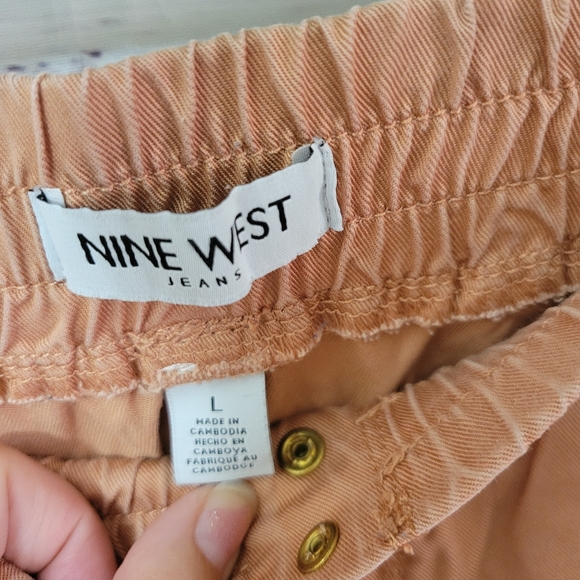 NINE WEST
JEANS
L
MADE IN
CAMBODIA
HECHO EN
CAMBOYA
FABRIQUÉ AU
CAMBODGE